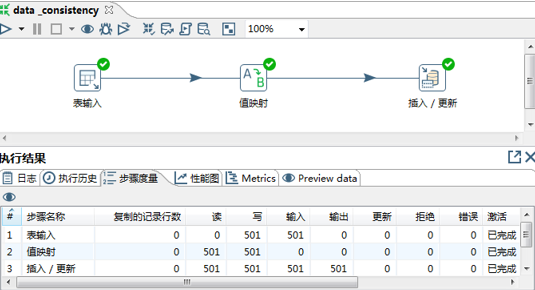 data _consistency
100%
A
B
表输入
值映射
插入 / 更新
执行结果
日志 执行历史 步骤度量 性能图 Metrics Preview data
# 步骤名称 复制的记录行数 读 写 输入 输出 更新 拒绝 错误 激活
1 表输入 0 0 501 501 0 0 0 0 已完成
2 值映射 0 501 501 0 0 0 0 0 已完成
3 插入 / 更新 0 501 501 501 501 0 0 0 已完成